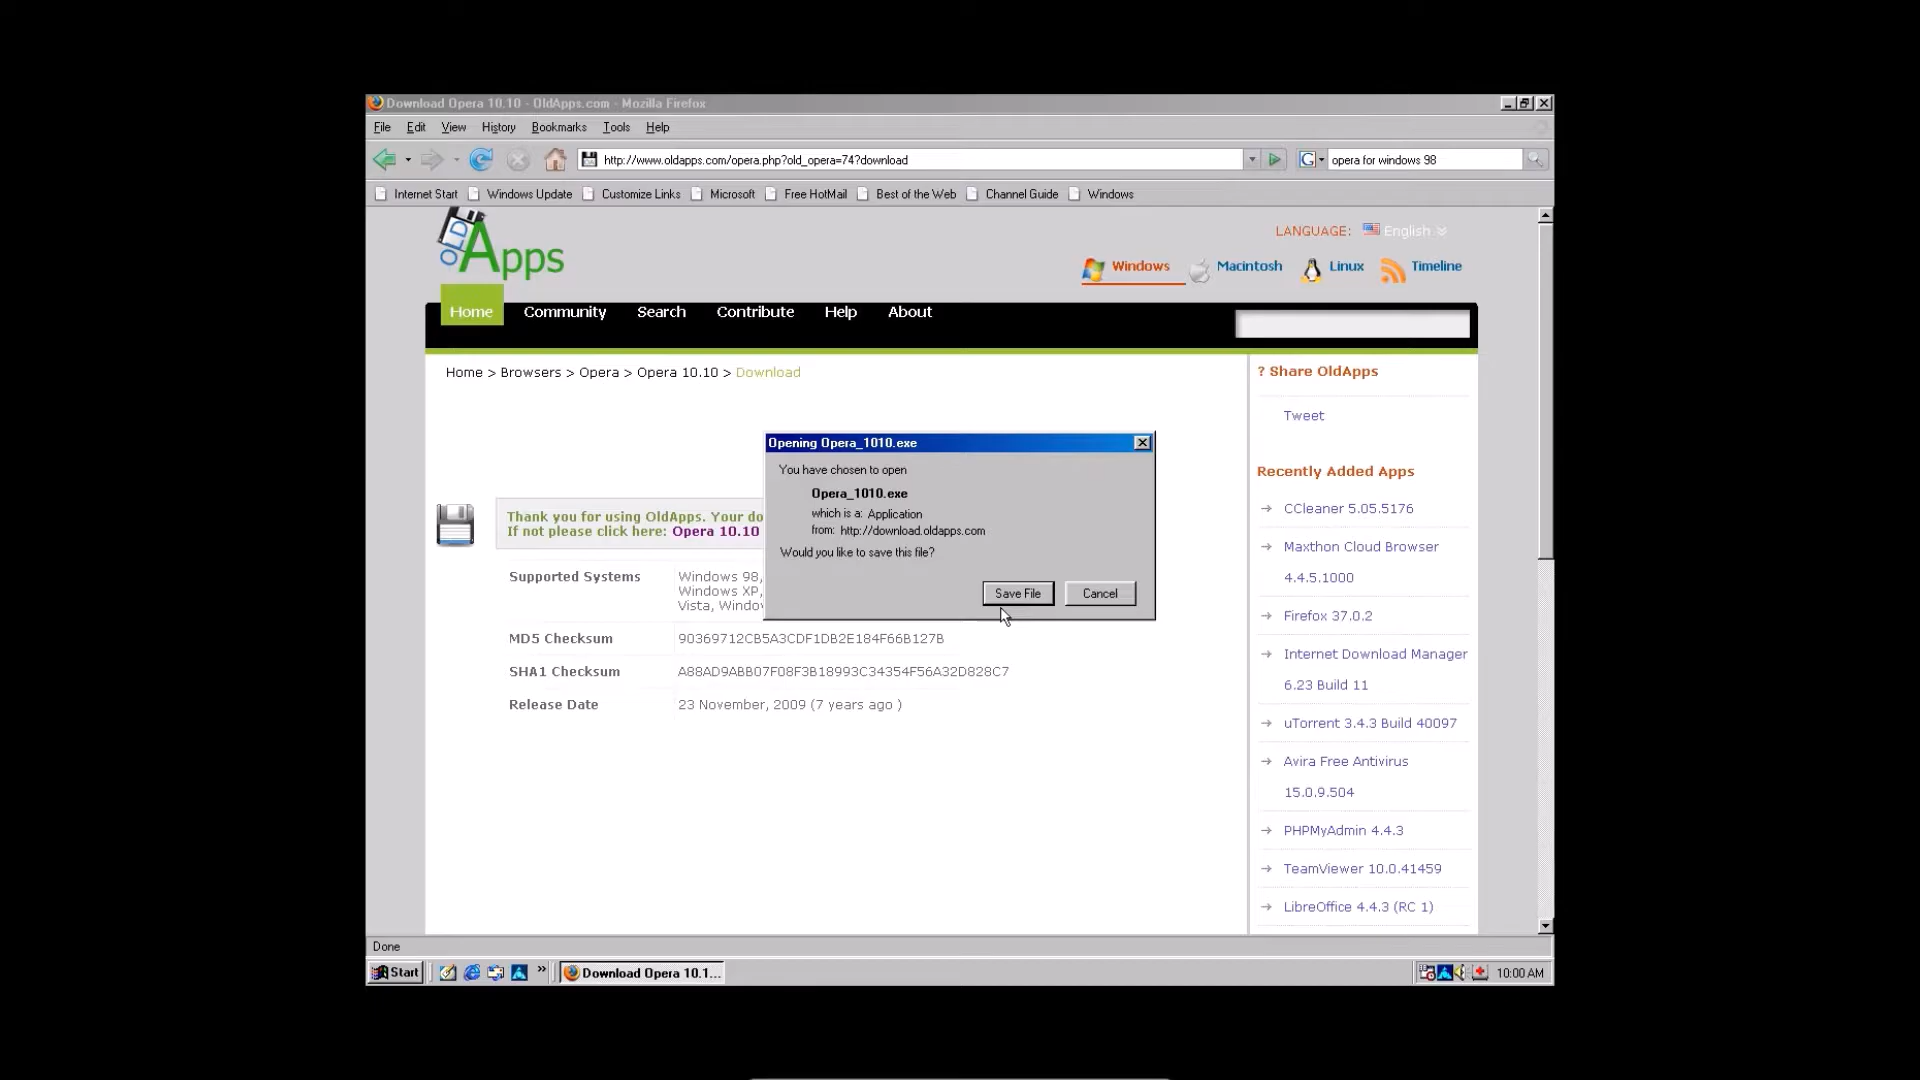 Download Opera 10.10 - OldApps.com - Mozilla Firefox
File Edit View History Bookmarks Tools Help
http://www.oldapps.com/opera.php?old_opera=74?download
opera for windows 98
Internet Start Windows Update Customize Links Microsoft Free HotMail Best of the Web Channel Guide Windows
OLD Apps
LANGUAGE: English
Windows Macintosh Linux Timeline
Home Community Search Contribute Help About
Home > Browsers > Opera > Opera 10.10 > Download
Thank you for using OldApps. Your do
If not please click here: Opera 10.10
Supported Systems
Windows 98,
Windows XP,
Vista, Windo
MD5 Checksum 90369712CB5A3CDF1DB2E184F66B127B
SHA1 Checksum A88AD9ABB07F08F3B18993C34354F56A32D828C7
Release Date 23 November, 2009 (7 years ago )
Opening Opera_1010.exe
You have chosen to open
Opera_1010.exe
which is a: Application
from: http://download.oldapps.com
Would you like to save this file?
Save File Cancel
? Share OldApps
Tweet
Recently Added Apps
CCleaner 5.05.5176
Maxthon Cloud Browser
4.4.5.1000
Firefox 37.0.2
Internet Download Manager
6.23 Build 11
uTorrent 3.4.3 Build 40097
Avira Free Antivirus
15.0.9.504
PHPMyAdmin 4.4.3
TeamViewer 10.0.41459
LibreOffice 4.4.3 (RC 1)
Done
Start
Download Opera 10.1...
10:00 AM